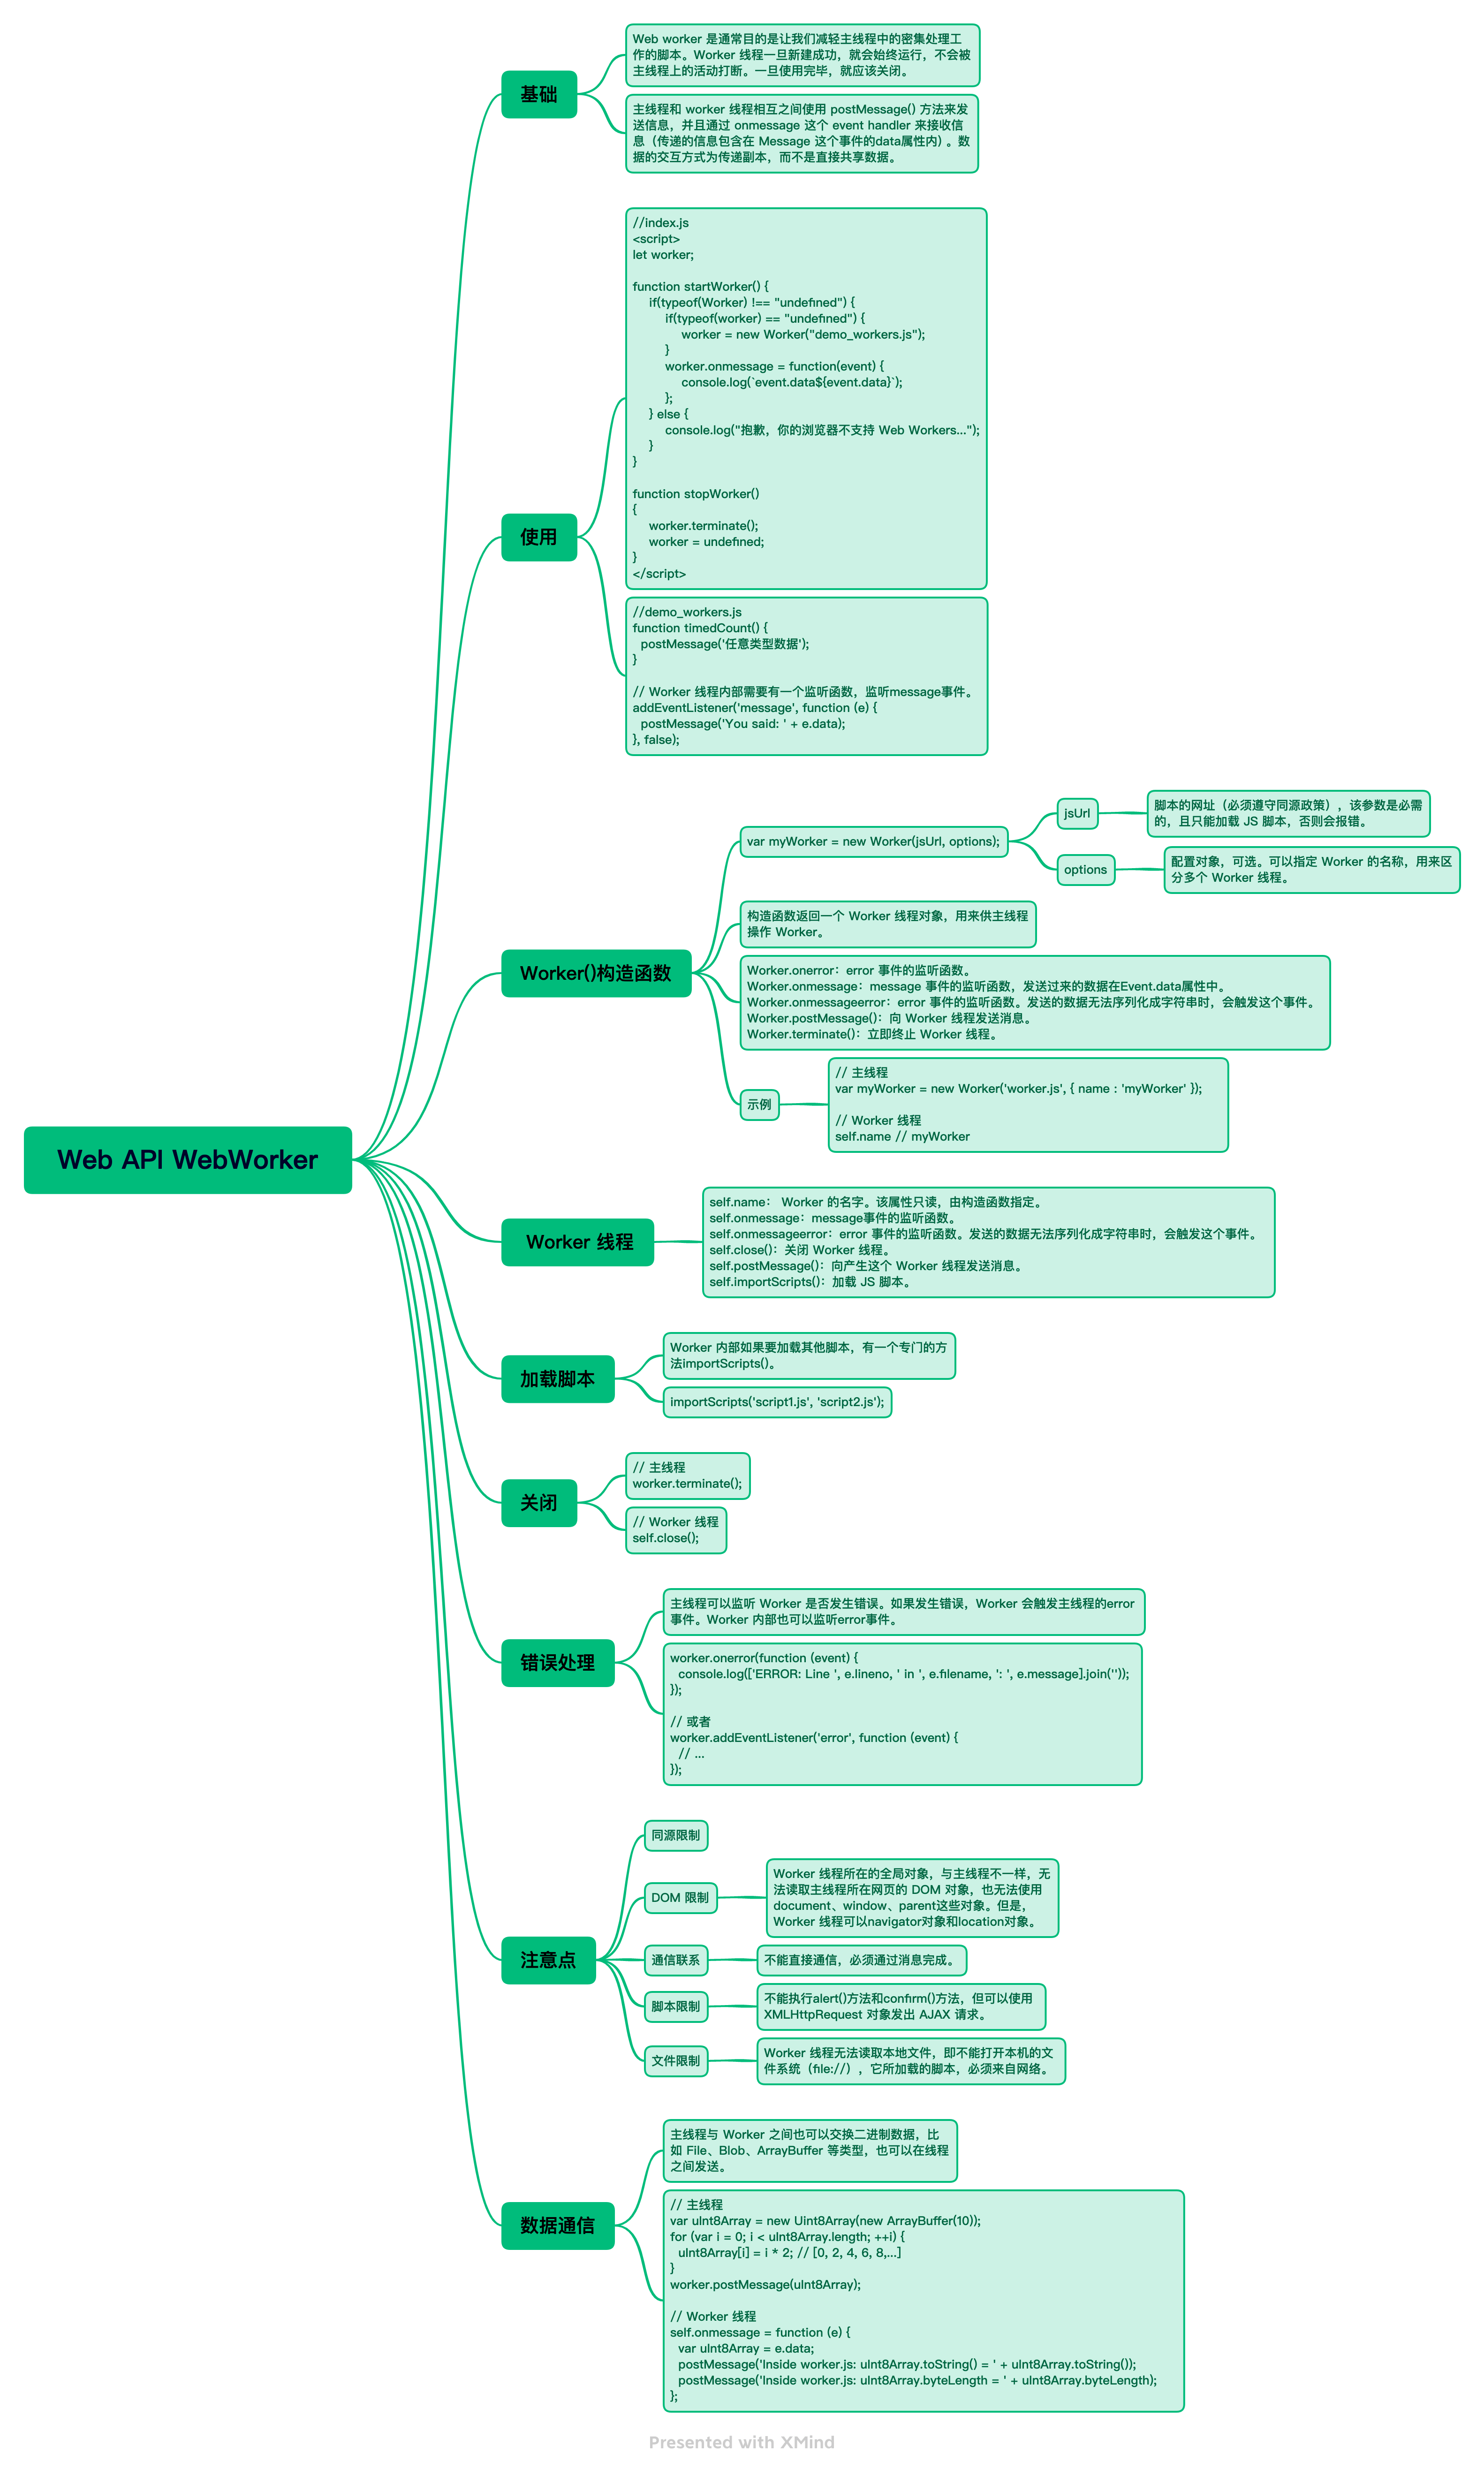 Web API WebWorker
基础
Web worker 是通常目的是让我们减轻主线程中的密集处理工
作的脚本。Worker 线程一旦新建成功，就会始终运行，不会被
主线程上的活动打断。一旦使用完毕，就应该关闭。
主线程和 worker 线程相互之间使用 postMessage() 方法来发
送信息，并且通过 onmessage 这个 event handler 来接收信
息（传递的信息包含在 Message 这个事件的data属性内) 。数
据的交互方式为传递副本，而不是直接共享数据。
使用
//index.js
<script>
let worker;
function startWorker() {
if(typeof(Worker) !== "undefined") {
if(typeof(worker) == "undefined") {
worker = new Worker("demo_workers.js");
}
worker.onmessage = function(event) {
console.log(`event.data${event.data}`);
};
} else {
console.log("抱歉，你的浏览器不支持 Web Workers...");
}
}
function stopWorker()
{
worker.terminate();
worker = undefined;
}
</script>
//demo_workers.js
function timedCount() {
postMessage('任意类型数据');
}
// Worker 线程内部需要有一个监听函数，监听message事件。
addEventListener('message', function (e) {
postMessage('You said: ' + e.data);
}, false);
Worker()构造函数
var myWorker = new Worker(jsUrl, options);
jsUrl
脚本的网址（必须遵守同源政策），该参数是必需
的，且只能加载 JS 脚本，否则会报错。
options
配置对象，可选。可以指定 Worker 的名称，用来区
分多个 Worker 线程。
构造函数返回一个 Worker 线程对象，用来供主线程
操作 Worker。
Worker.onerror：error 事件的监听函数。
Worker.onmessage：message 事件的监听函数，发送过来的数据在Event.data属性中。
Worker.onmessageerror：error 事件的监听函数。发送的数据无法序列化成字符串时，会触发这个事件。
Worker.postMessage()：向 Worker 线程发送消息。
Worker.terminate()：立即终止 Worker 线程。
示例
// 主线程
var myWorker = new Worker('worker.js', { name : 'myWorker' });
// Worker 线程
self.name // myWorker
Worker 线程
self.name： Worker 的名字。该属性只读，由构造函数指定。
self.onmessage：message事件的监听函数。
self.onmessageerror：error 事件的监听函数。发送的数据无法序列化成字符串时，会触发这个事件。
self.close()：关闭 Worker 线程。
self.postMessage()：向产生这个 Worker 线程发送消息。
self.importScripts()：加载 JS 脚本。
加载脚本
Worker 内部如果要加载其他脚本，有一个专门的方
法importScripts()。
importScripts('script1.js', 'script2.js');
关闭
// 主线程
worker.terminate();
// Worker 线程
self.close();
错误处理
主线程可以监听 Worker 是否发生错误。如果发生错误，Worker 会触发主线程的error
事件。Worker 内部也可以监听error事件。
worker.onerror(function (event) {
console.log(['ERROR: Line ', e.lineno, ' in ', e.filename, ': ', e.message].join(''));
});
// 或者
worker.addEventListener('error', function (event) {
// ...
});
注意点
同源限制
DOM 限制
Worker 线程所在的全局对象，与主线程不一样，无
法读取主线程所在网页的 DOM 对象，也无法使用
document、window、parent这些对象。但是，
Worker 线程可以navigator对象和location对象。
通信联系
不能直接通信，必须通过消息完成。
脚本限制
不能执行alert()方法和confirm()方法，但可以使用
XMLHttpRequest 对象发出 AJAX 请求。
文件限制
Worker 线程无法读取本地文件，即不能打开本机的文
件系统（file://），它所加载的脚本，必须来自网络。
数据通信
主线程与 Worker 之间也可以交换二进制数据，比
如 File、Blob、ArrayBuffer 等类型，也可以在线程
之间发送。
// 主线程
var uInt8Array = new Uint8Array(new ArrayBuffer(10));
for (var i = 0; i < uInt8Array.length; ++i) {
uInt8Array[i] = i * 2; // [0, 2, 4, 6, 8,...]
}
worker.postMessage(uInt8Array);
// Worker 线程
self.onmessage = function (e) {
var uInt8Array = e.data;
postMessage('Inside worker.js: uInt8Array.toString() = ' + uInt8Array.toString());
postMessage('Inside worker.js: uInt8Array.byteLength = ' + uInt8Array.byteLength);
};
Presented with XMind